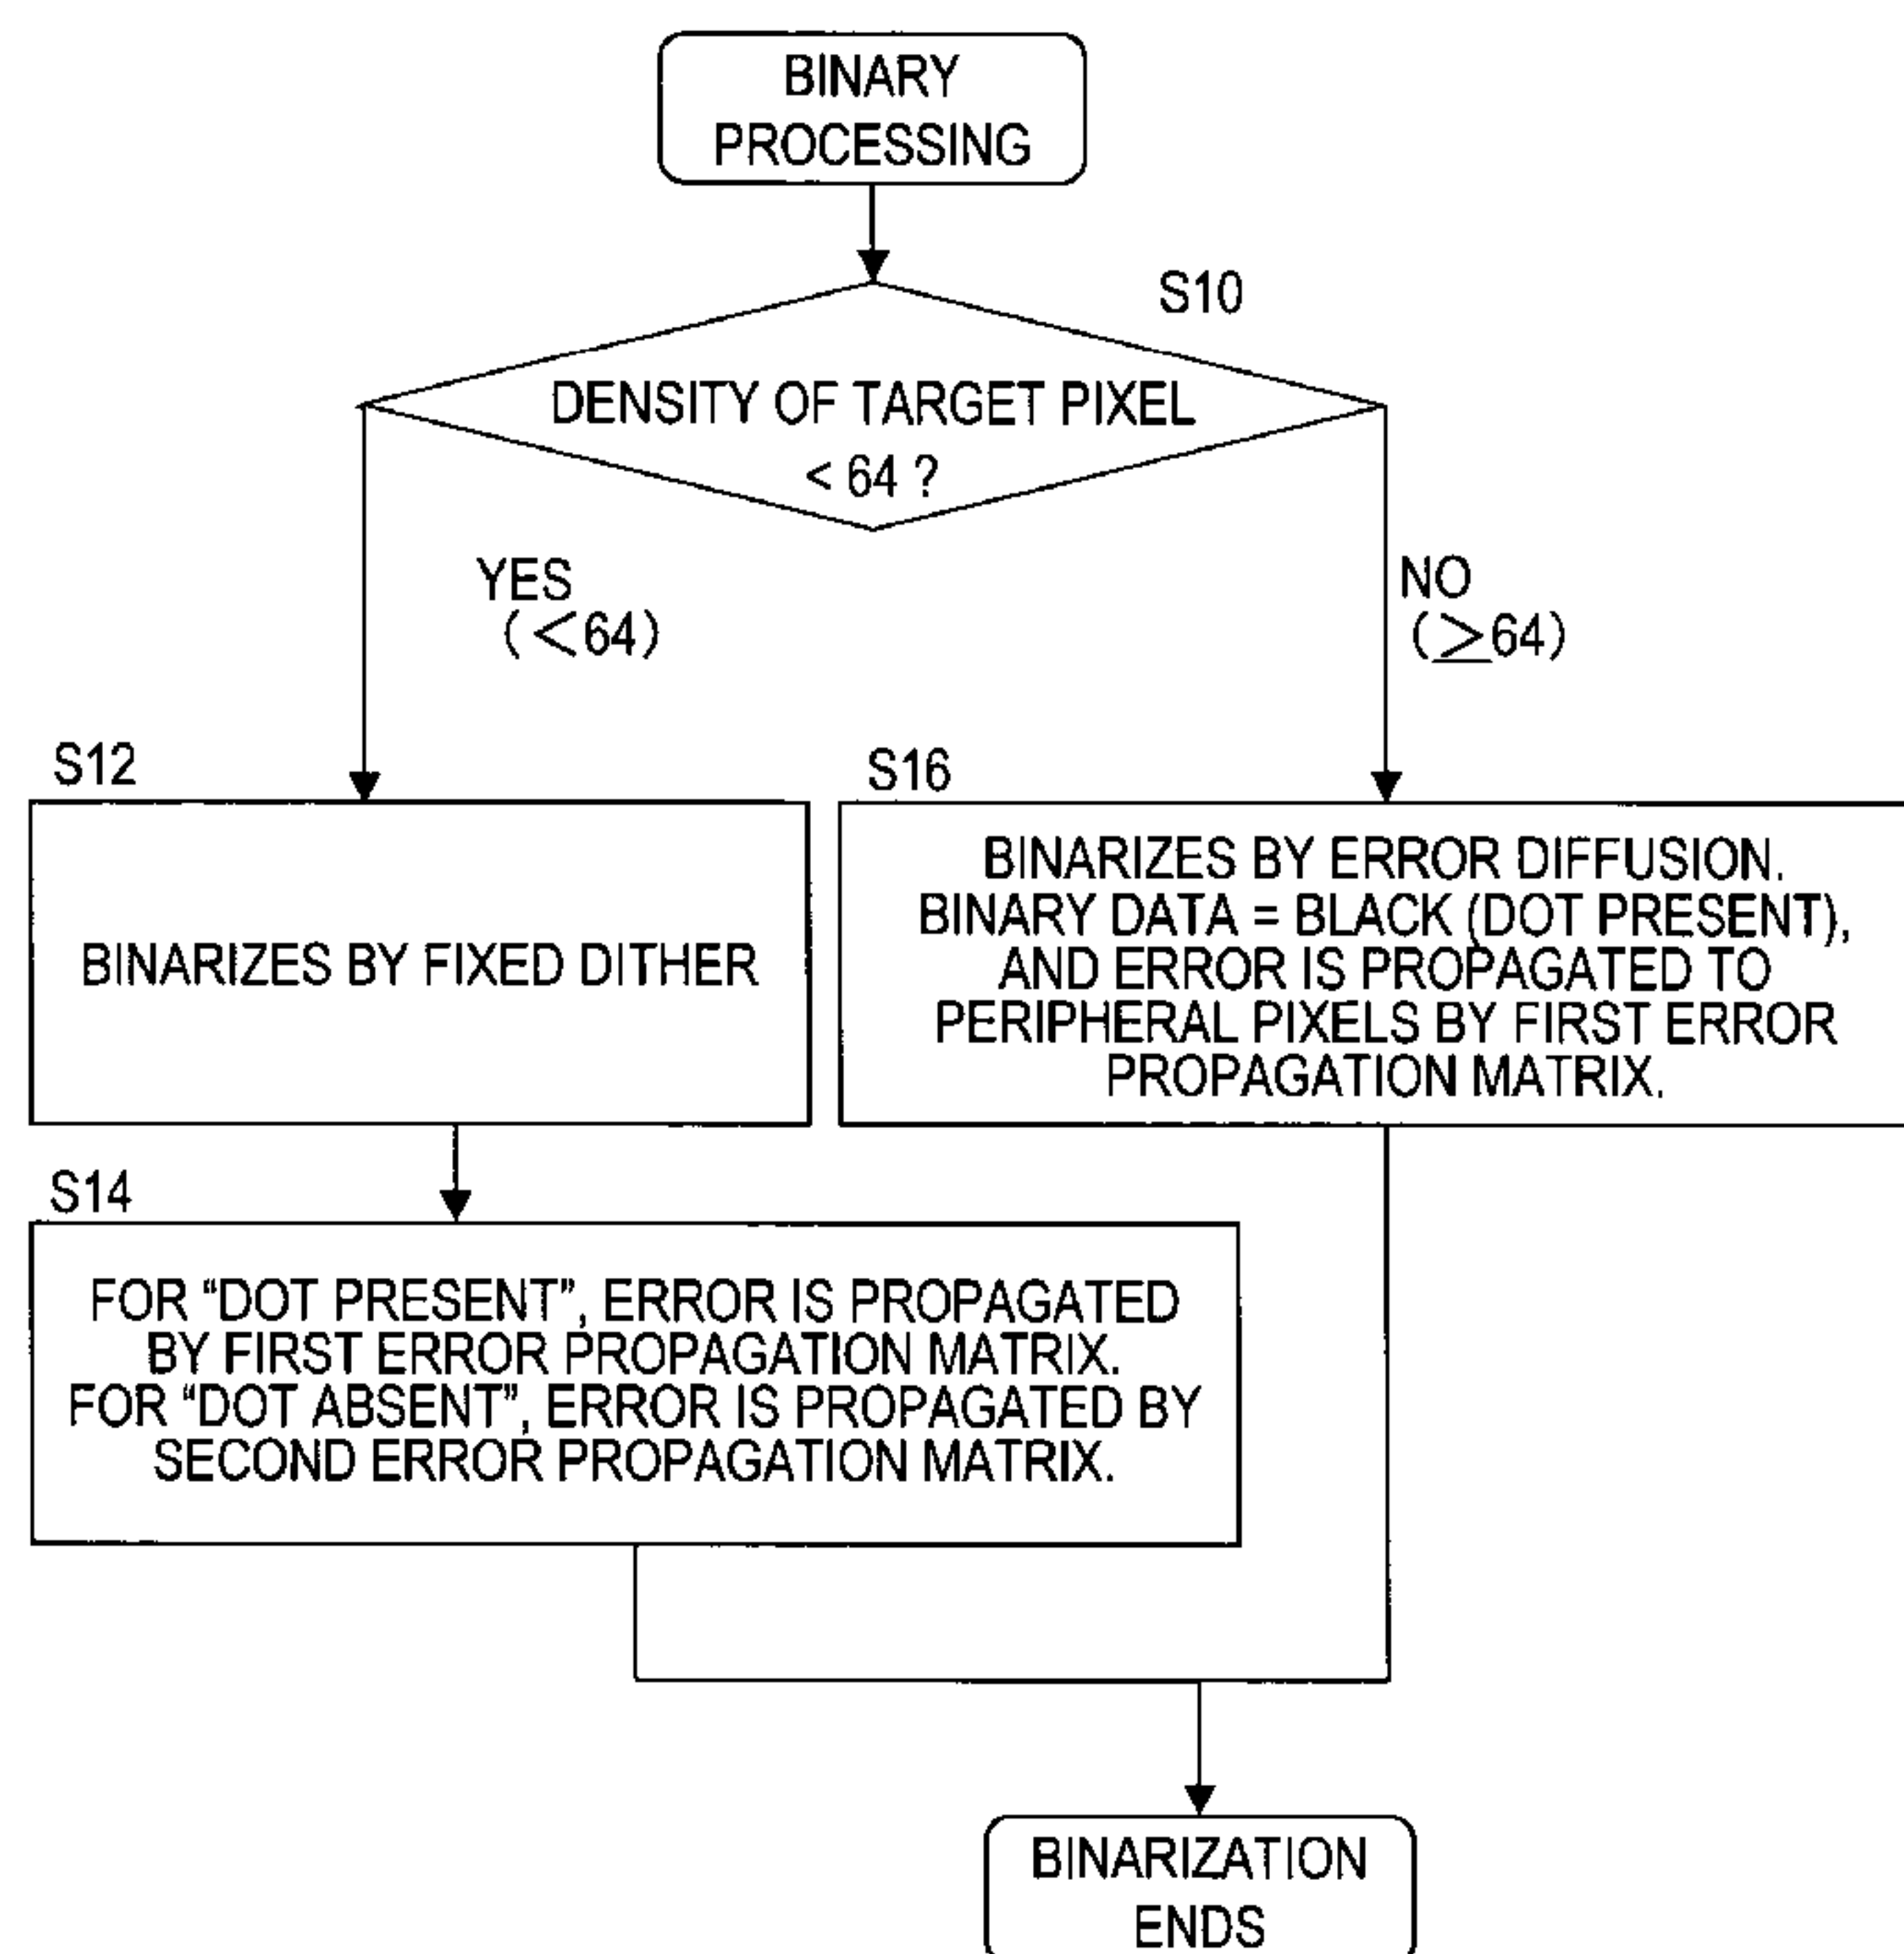 BINARY
PROCESSING
S10
DENSITY OF TARGET PIXEL
< 64 ?
YES
(<64)
NO
(≥64)
S12
BINARIZES BY FIXED DITHER
S16
BINARIZES BY ERROR DIFFUSION.
BINARY DATA = BLACK (DOT PRESENT),
AND ERROR IS PROPAGATED TO
PERIPHERAL PIXELS BY FIRST ERROR
PROPAGATION MATRIX.
S14
FOR “DOT PRESENT”, ERROR IS PROPAGATED
BY FIRST ERROR PROPAGATION MATRIX.
FOR “DOT ABSENT”, ERROR IS PROPAGATED BY
SECOND ERROR PROPAGATION MATRIX.
BINARIZATION
ENDS